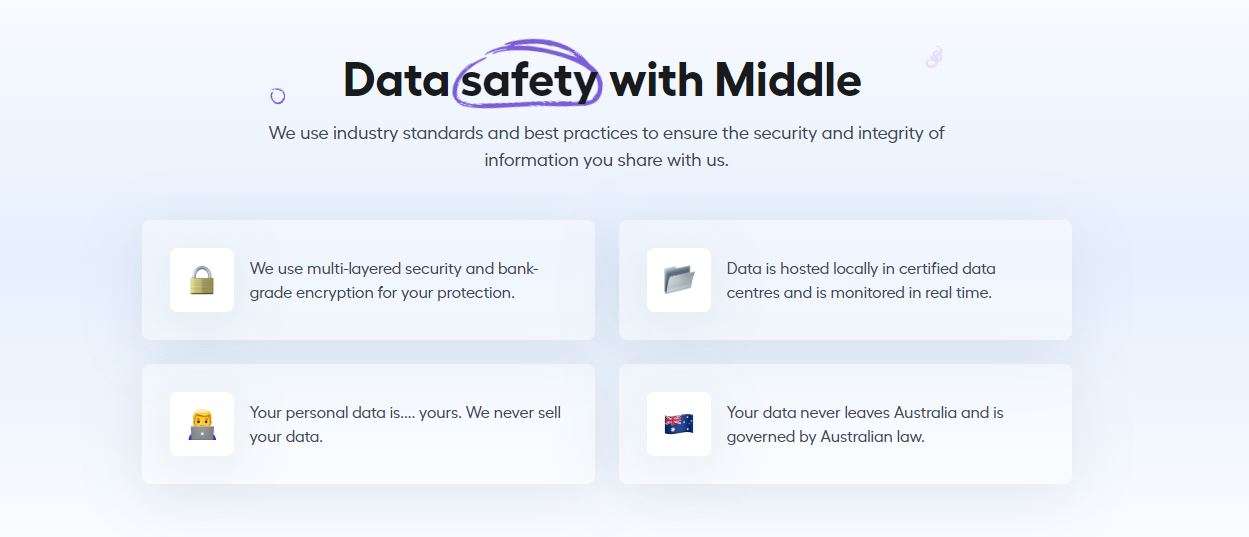 Data safety with Middle
We use industry standards and best practices to ensure the security and integrity of
information you share with us.
We use multi-layered security and bank-
grade encryption for your protection.
Data is hosted locally in certified data
centres and is monitored in real time.
Your personal data is.... yours. We never sell
your data.
Your data never leaves Australia and is
governed by Australian law.